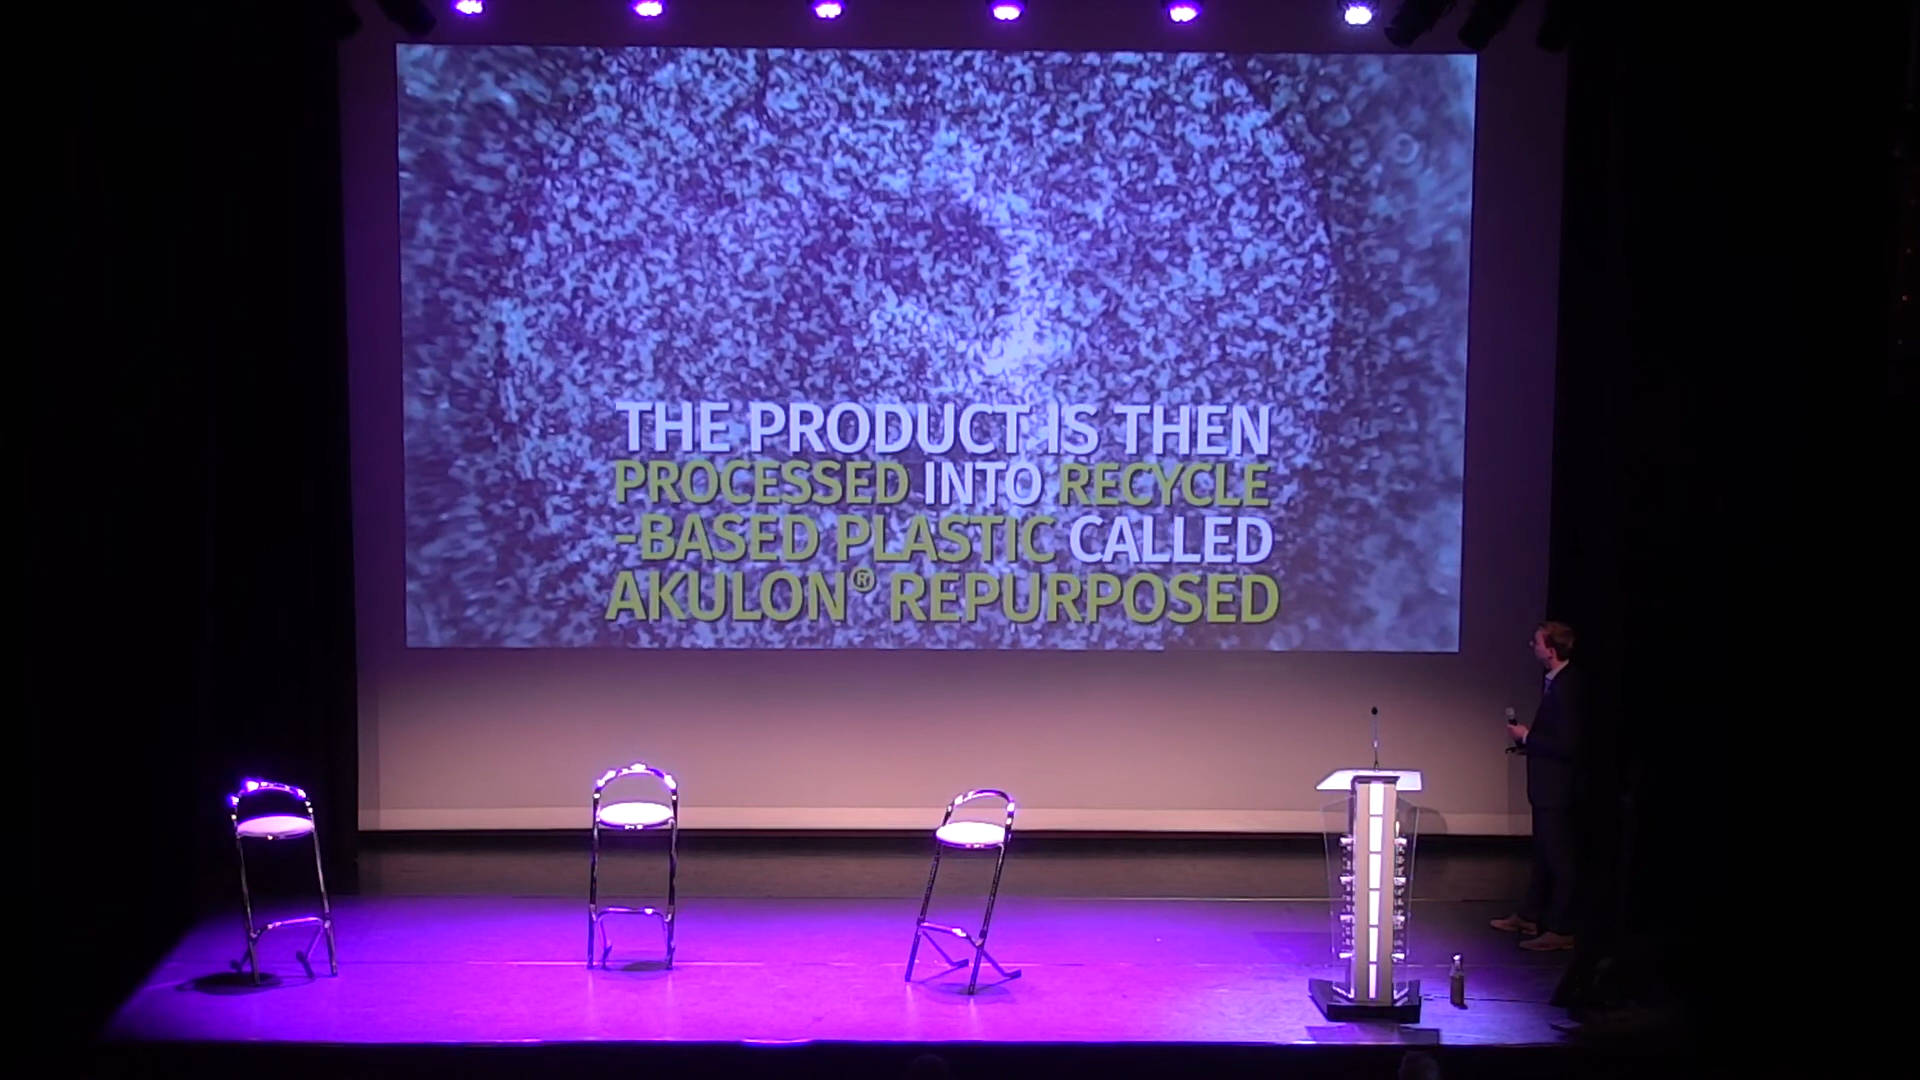 THE PRODUCT IS THEN
PROCESSED INTO RECYCLE
-BASED PLASTIC CALLED
AKULON® REPURPOSED